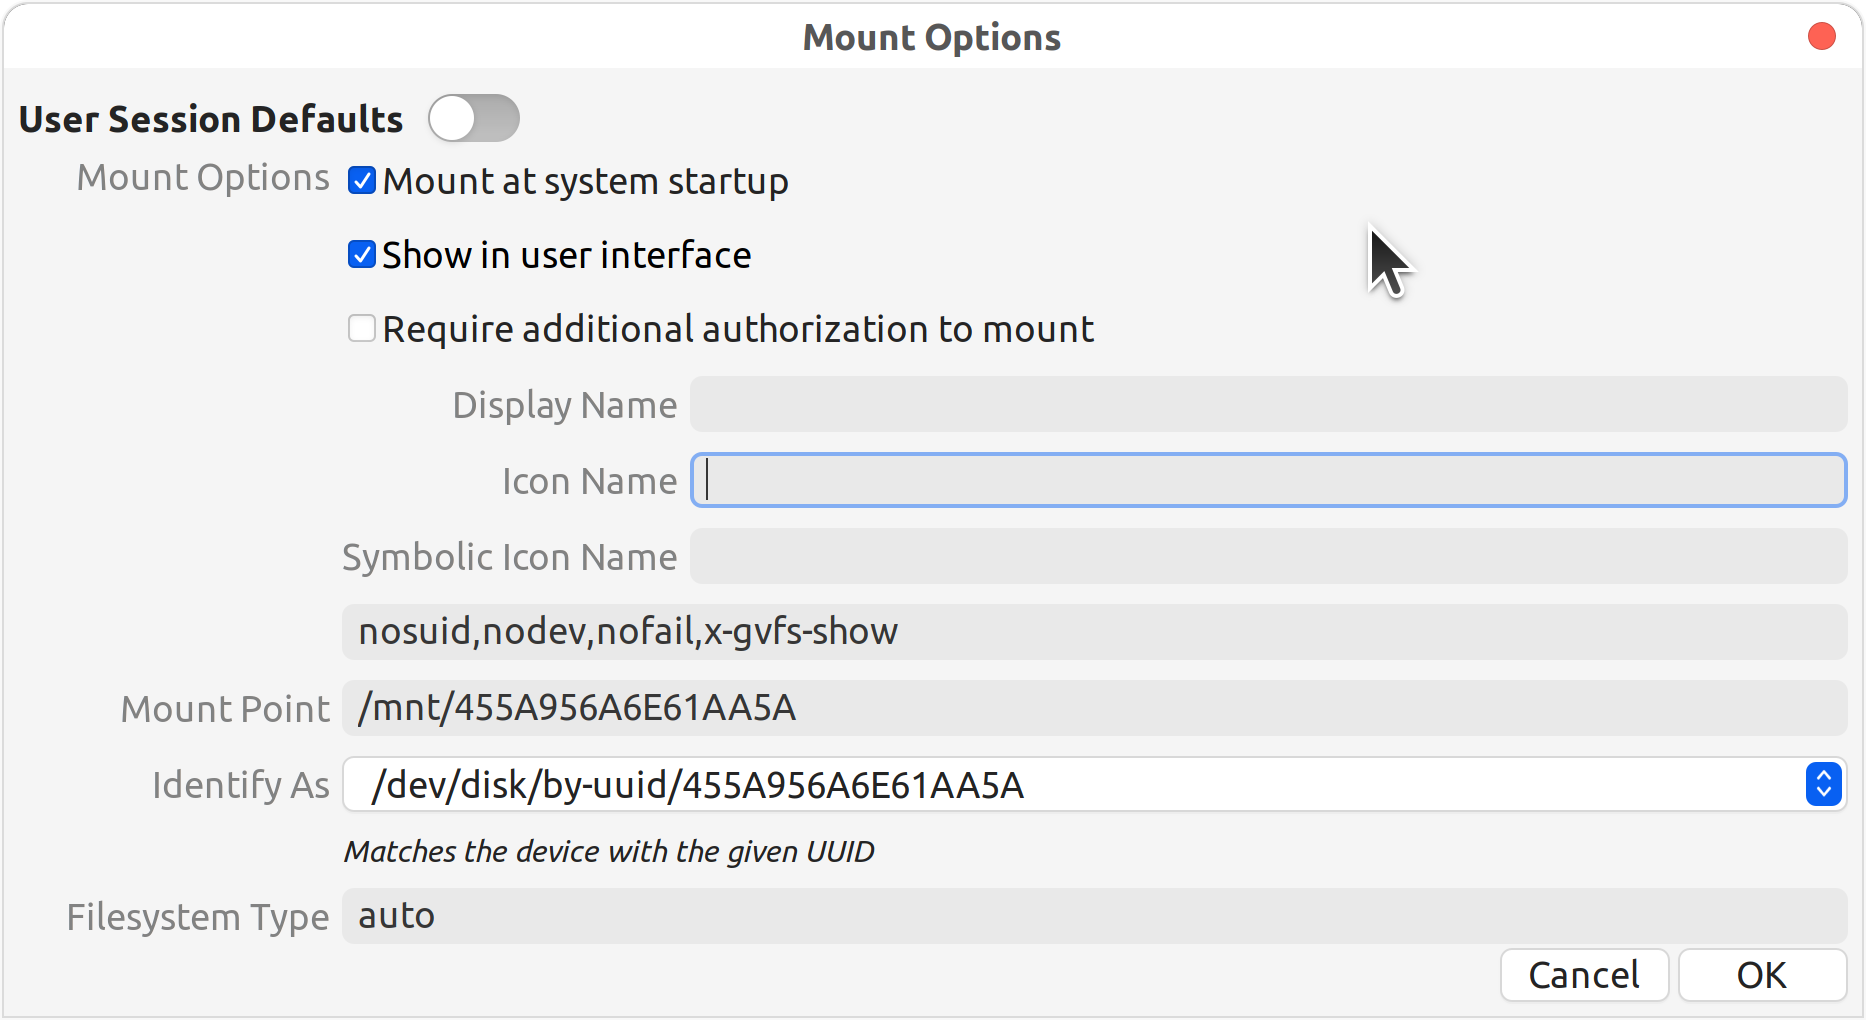 Mount Options
User Session Defaults
Mount Options
Mount at system startup
Show in user interface
Require additional authorization to mount
Display Name
Icon Name
Symbolic Icon Name
nosuid,nodev,nofail,x-gvfs-show
Mount Point /mnt/455A956A6E61AA5A
Identify As /dev/disk/by-uuid/455A956A6E61AA5A
Matches the device with the given UUID
Filesystem Type auto
Cancel OK